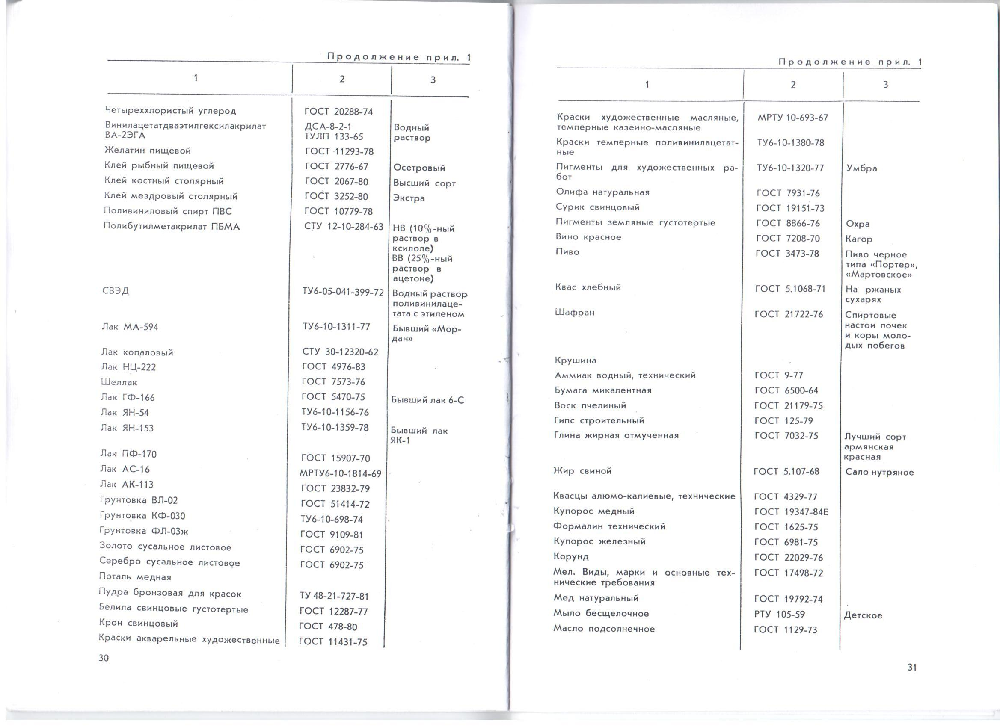 Продолжение прил. 1
1 2 3
Четыреххлористый углерод ГОСТ 20288-74
Винилацетатдваэтилгексилакрилат ДСА-8-2-1 Водный
ВА-2ЭГА ТУЛП 133-65 раствор
Желатин пищевой ГОСТ 11293-78
Клей рыбный пищевой ГОСТ 2776-67 Осетровый
Клей костный столярный ГОСТ 2067-80 Высший сорт
Клей мездровый столярный ГОСТ 3252-80 Экстра
Поливиниловый спирт ПВС ГОСТ 10779-78
Полибутилметакрилат ПБМА СТУ 12-10-284-63 НВ (10%-ный
раствор в
ксилоле)
ВВ (25%-ный
раствор в
ацетоне)
СВЭД ТУ6-05-041-399-72 Водный раствор
поливинилаце-
тата с этиленом
Лак МА-594 ТУ6-10-1311-77 Бывший «Мор-
дан»
Лак копаловый СТУ 30-12320-62
Лак НЦ-222 ГОСТ 4976-83
Шеллак ГОСТ 7573-76
Лак ГФ-166 ГОСТ 5470-75 Бывший лак 6-С
Лак ЯН-54 ТУ6-10-1156-76
Лак ЯН-153 ТУ6-10-1359-78 Бывший лак
ЯК-1
Лак ПФ-170 ГОСТ 15907-70
Лак АС-16 МРТУ6-10-1814-69
Лак АК-113 ГОСТ 23832-79
Грунтовка ВЛ-02 ГОСТ 51414-72
Грунтовка КФ-030 ТУ6-10-698-74
Грунтовка ФЛ-03ж ГОСТ 9109-81
Золото сусальное листовое ГОСТ 6902-75
Серебро сусальное листовое ГОСТ 6902-75
Поталь медная
Пудра бронзовая для красок ТУ 48-21-727-81
Белила свинцовые густотертые ГОСТ 12287-77
Крон свинцовый ГОСТ 478-80
Краски акварельные художественные ГОСТ 11431-75
30
Продолжение прил. 1
1 2 3
Краски художественные масляные, МРТУ 10-693-67
темперные казеино-масляные
Краски темперные поливинилацетат- ТУ6-10-1380-78
ные
Пигменты для художественных ра- ТУ6-10-1320-77 Умбра
бот
Олифа натуральная ГОСТ 7931-76
Сурик свинцовый ГОСТ 19151-73
Пигменты земляные густотертые ГОСТ 8866-76 Охра
Вино красное ГОСТ 7208-70 Кагор
Пиво ГОСТ 3473-78 Пиво черное
типа «Портер»,
«Мартовское»
Квас хлебный ГОСТ 5.1068-71 На ржаных
сухарях
Шафран ГОСТ 21722-76 Спиртовые
настои почек
и коры моло-
дых побегов
Крушина
Аммиак водный, технический ГОСТ 9-77
Бумага микалентная ГОСТ 6500-64
Воск пчелиный ГОСТ 21179-75
Гипс строительный ГОСТ 125-79
Глина жирная отмученная ГОСТ 7032-75 Лучший сорт
армянская
красная
Жир свиной ГОСТ 5.107-68 Сало нутряное
Квасцы алюмо-калиевые, технические ГОСТ 4329-77
Купорос медный ГОСТ 19347-84Е
Формалин технический ГОСТ 1625-75
Купорос железный ГОСТ 6981-75
Корунд ГОСТ 22029-76
Мел. Виды, марки и основные тех- ГОСТ 17498-72
нические требования
Мед натуральный ГОСТ 19792-74
Мыло бесщелочное РТУ 105-59 Детское
Масло подсолнечное ГОСТ 1129-73
31